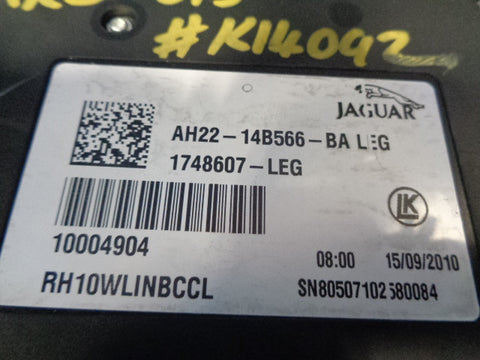 #K14092
JAGUAR
AH22-14B566-BA LEG
1748607-LEG
LK
10004904
08:00 15/09/2010
RH10WLINBCCL
SN80507102580084